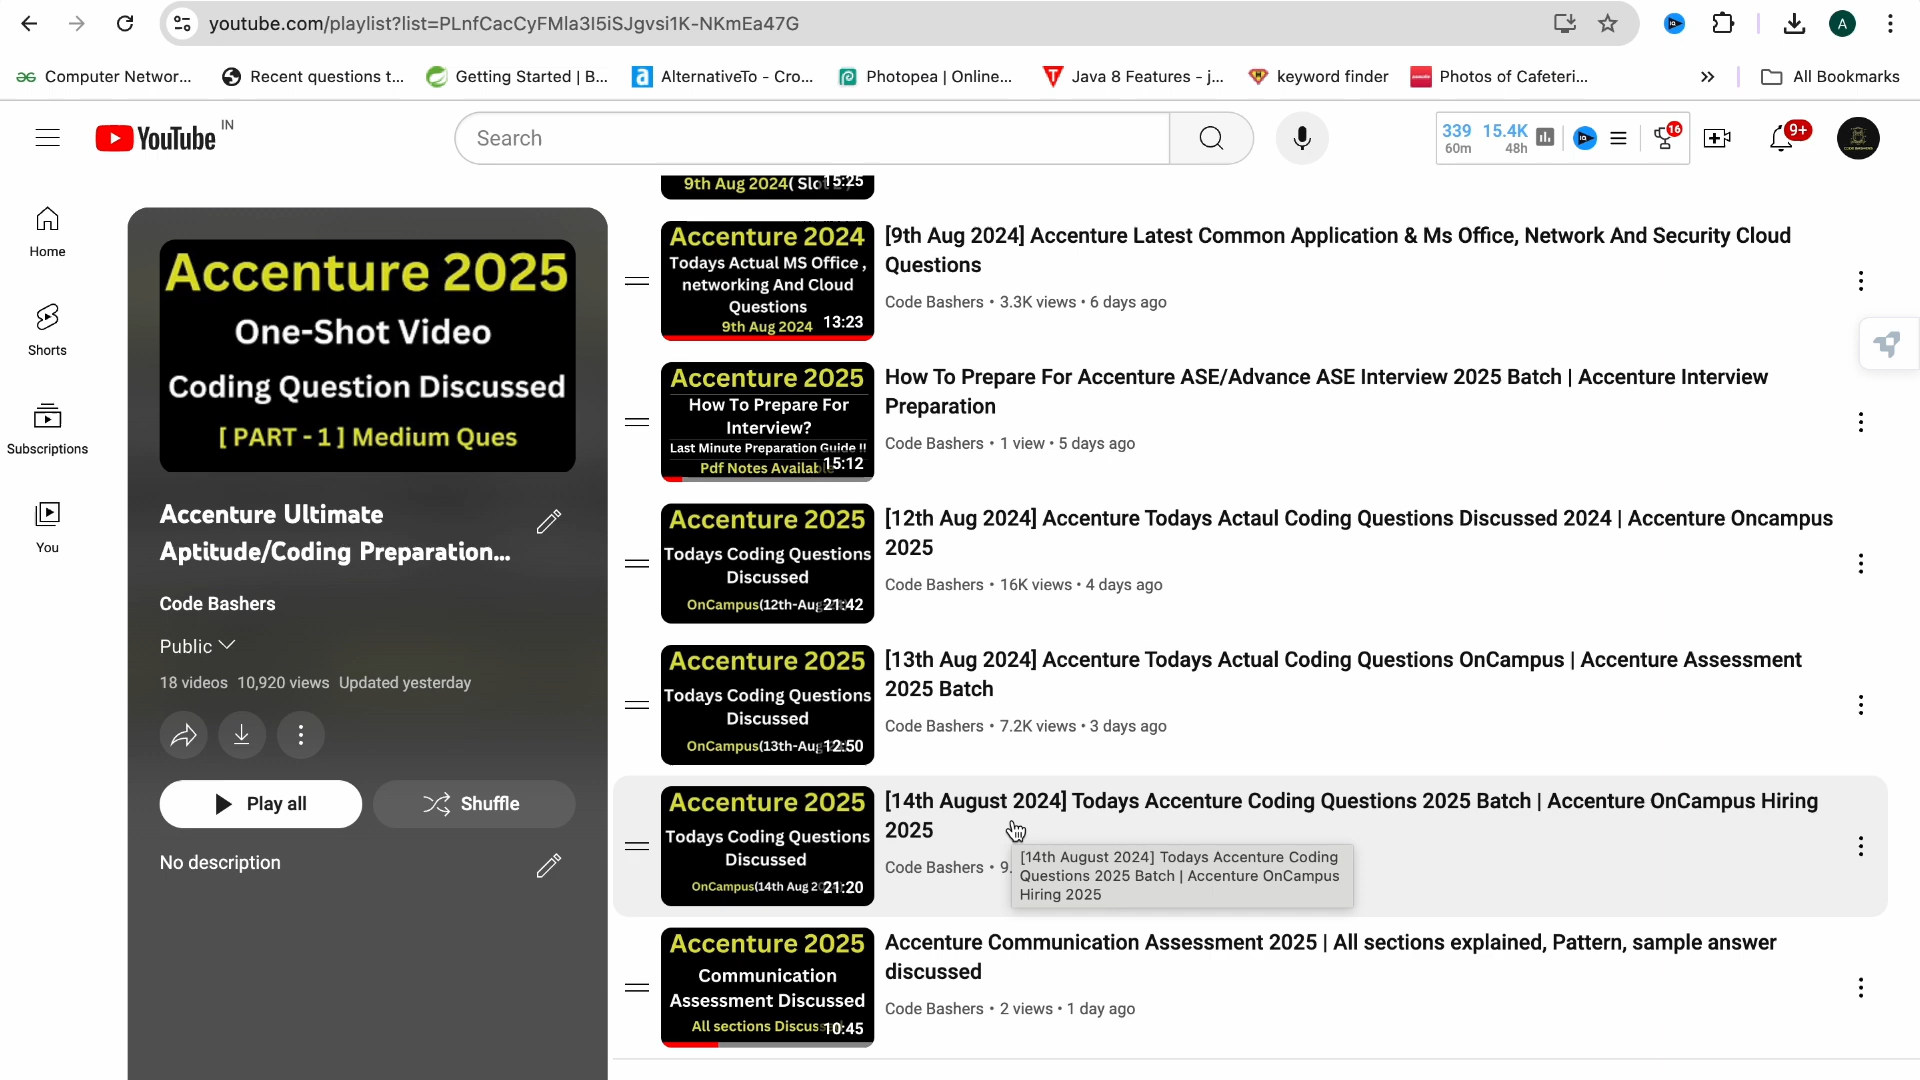 youtube.com/playlist?list=PLnfCacCyFMla3I5iSJgvsi1K-NKmEa47G
A
Computer Networ...
Recent questions t...
Getting Started | B...
AlternativeTo - Cro...
Photopea | Online...
Java 8 Features - j...
keyword finder
Photos of Cafeteri...
»
All Bookmarks
YouTube IN
Search
339 15.4K
60m 48h
16
9+
Home
Shorts
Subscriptions
You
Accenture 2025
One-Shot Video
Coding Question Discussed
[ PART - 1 ] Medium Ques
Accenture Ultimate
Aptitude/Coding Preparation...
Code Bashers
Public
18 videos 10,920 views Updated yesterday
Play all
Shuffle
No description
9th Aug 2024( Slo
15:25
Accenture 2024
Todays Actual MS Office ,
networking And Cloud
Questions
9th Aug 2024
13:23
[9th Aug 2024] Accenture Latest Common Application & Ms Office, Network And Security Cloud
Questions
Code Bashers • 3.3K views • 6 days ago
Accenture 2025
How To Prepare For
Interview?
Last Minute Preparation Guide !!
Pdf Notes Availab
15:12
How To Prepare For Accenture ASE/Advance ASE Interview 2025 Batch | Accenture Interview
Preparation
Code Bashers • 1 view • 5 days ago
Accenture 2025
Todays Coding Questions
Discussed
OnCampus(12th-Aug
21:42
[12th Aug 2024] Accenture Todays Actaul Coding Questions Discussed 2024 | Accenture Oncampus
2025
Code Bashers • 16K views • 4 days ago
Accenture 2025
Todays Coding Questions
Discussed
OnCampus(13th-Aug
12:50
[13th Aug 2024] Accenture Todays Actual Coding Questions OnCampus | Accenture Assessment
2025 Batch
Code Bashers • 7.2K views • 3 days ago
Accenture 2025
Todays Coding Questions
Discussed
OnCampus(14th Aug 2
21:20
[14th August 2024] Todays Accenture Coding Questions 2025 Batch | Accenture OnCampus Hiring
2025
Code Bashers • 9.
[14th August 2024] Todays Accenture Coding
Questions 2025 Batch | Accenture OnCampus
Hiring 2025
Accenture 2025
Communication
Assessment Discussed
All sections Discus
10:45
Accenture Communication Assessment 2025 | All sections explained, Pattern, sample answer
discussed
Code Bashers • 2 views • 1 day ago